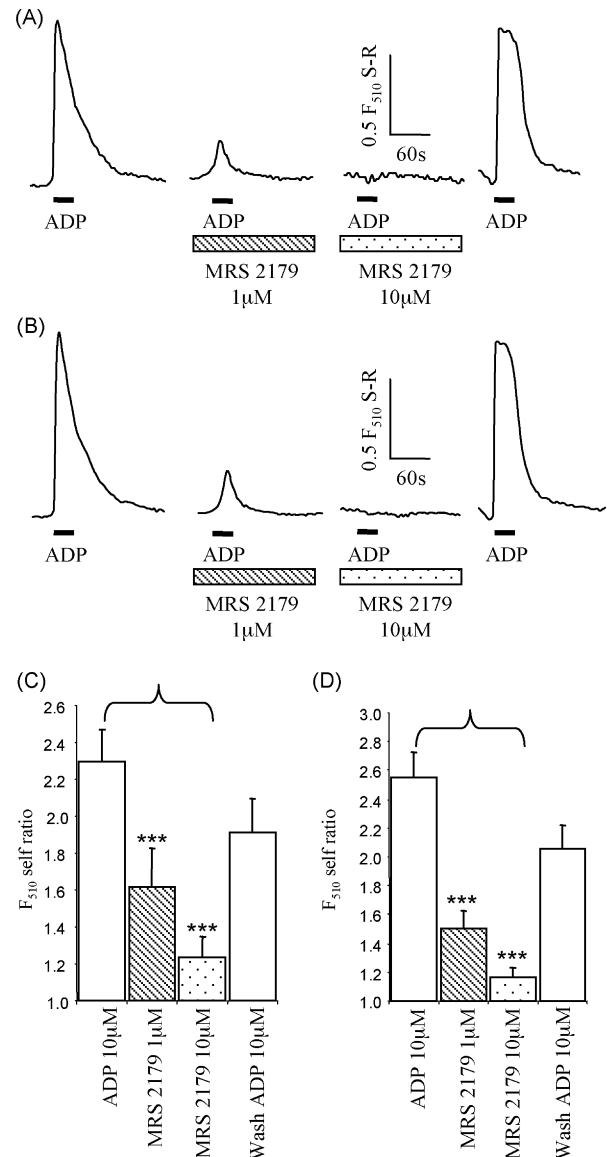 (A)
0.5 F510 S-R
60s
ADP
ADP
ADP
ADP
MRS 2179
1μM
MRS 2179
10μM
(B)
0.5 F510 S-R
60s
ADP
ADP
ADP
ADP
MRS 2179
1μM
MRS 2179
10μM
(C)
F510 self ratio
2.6
2.4
2.2
2.0
1.8
1.6
1.4
1.2
1.0
***
***
ADP 10μM
MRS 2179 1μM
MRS 2179 10μM
Wash ADP 10μM
(D)
F510 self ratio
3.0
2.8
2.6
2.4
2.2
2.0
1.8
1.6
1.4
1.2
1.0
***
***
ADP 10μM
MRS 2179 1μM
MRS 2179 10μM
Wash ADP 10μM